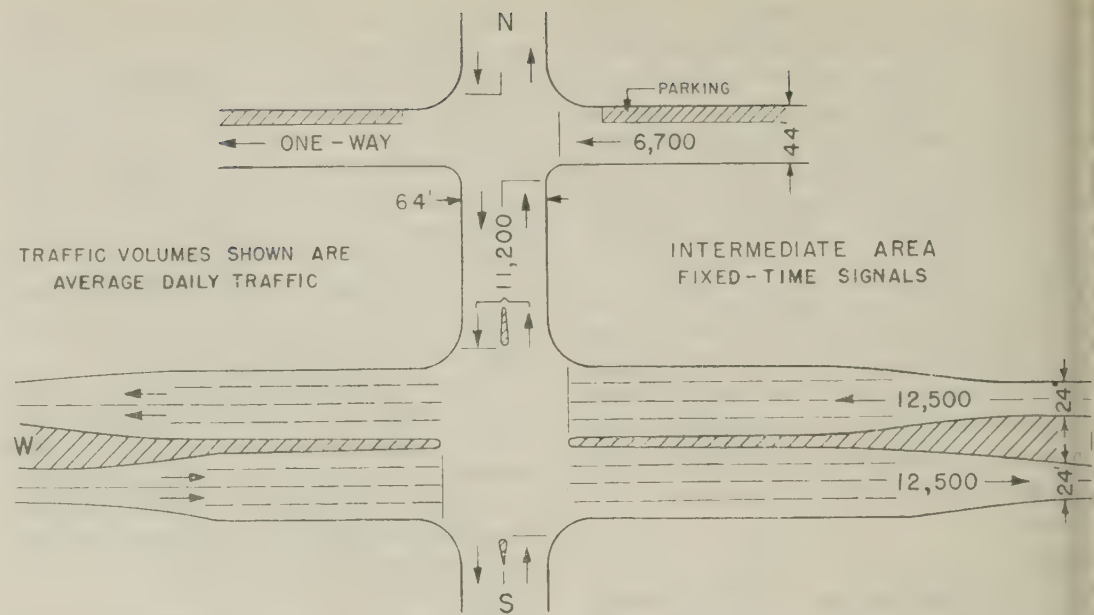 N
PARKING
ONE-WAY
6,700
44'
64'
11,200
TRAFFIC VOLUMES SHOWN ARE
AVERAGE DAILY TRAFFIC
INTERMEDIATE AREA
FIXED-TIME SIGNALS
12,500
24'
W
12,500
24'
S